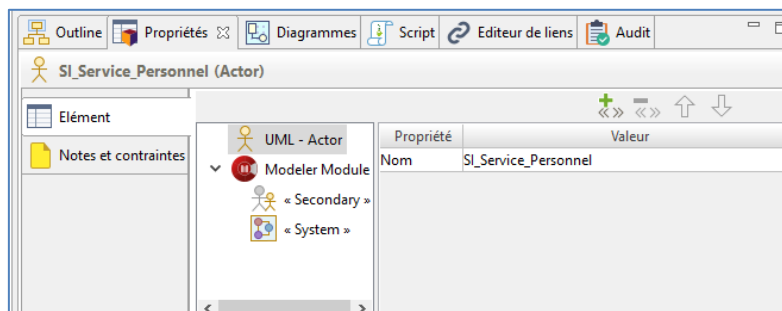 Outline Propriétés Diagrammes Script Editeur de liens Audit
SI_Service_Personnel (Actor)
Elément
Notes et contraintes
UML - Actor
Modeler Module
« Secondary »
« System »
Propriété Valeur
Nom SI_Service_Personnel